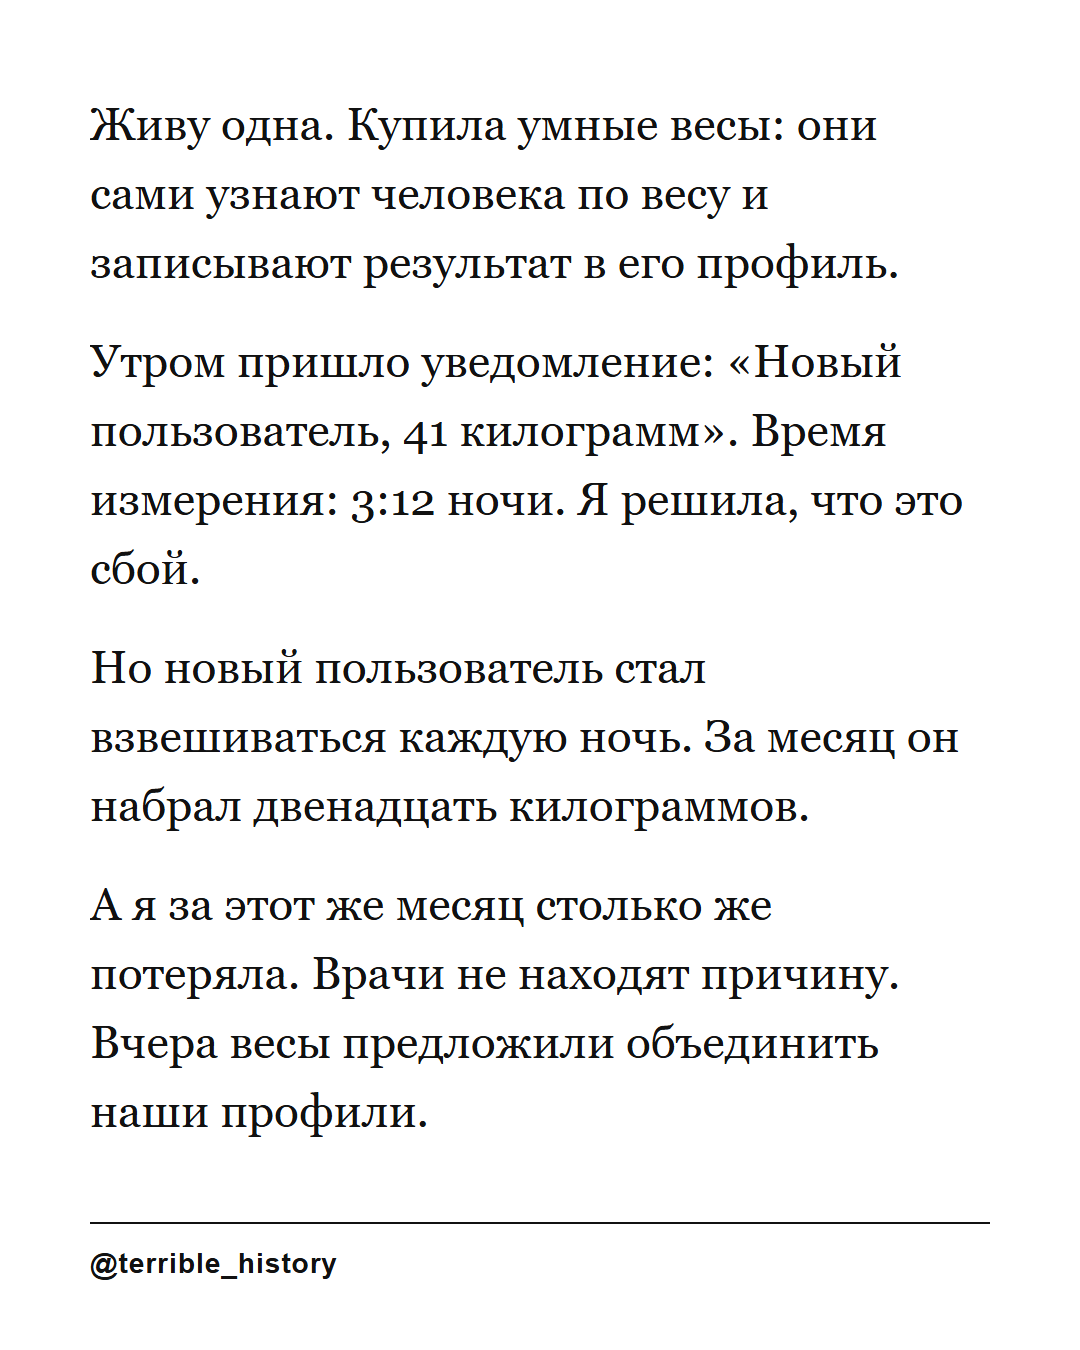 Живу одна. Купила умные весы: они
сами узнают человека по весу и
записывают результат в его профиль.
Утром пришло уведомление: «Новый
пользователь, 41 килограмм». Время
измерения: 3:12 ночи. Я решила, что это
сбой.
Но новый пользователь стал
взвешиваться каждую ночь. За месяц он
набрал двенадцать килограммов.
А я за этот же месяц столько же
потеряла. Врачи не находят причину.
Вчера весы предложили объединить
наши профили.
@terrible_history